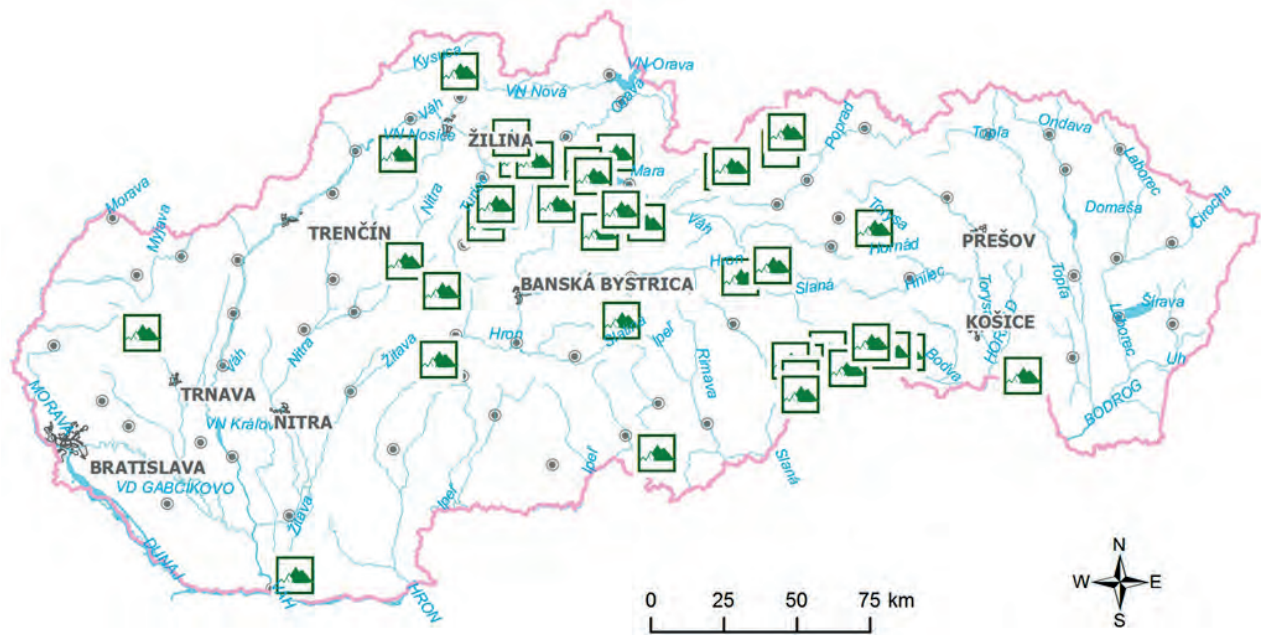 VN Orava
Kysuca
VN Nová
Orava
Váh
VN Nosice
ŽILINA
Poprad
Topľa
Ondava
Laborec
Mara
Nitra
Turiec
Morava
Myjava
TRENČÍN
Váh
Torysa
Hornád
PREŠOV
Domaša
Cirocha
BANSKÁ BYSTRICA
Hron
Slaná
Hnilec
Torysa
Topľa
Šírava
Laborec
Uh
KOŠICE
HORNÁD
Hron
Slatina
Ipeľ
Rimava
Bodva
BODROG
Váh
Nitra
Žitava
MORAVA
TRNAVA
VN Kráľov
NITRA
BRATISLAVA
VD GABČÍKOVO
Žitava
Ipeľ
Ipeľ
Slaná
DUNAJ
VÁH
HRON
0 25 50 75 km
N
W E
S